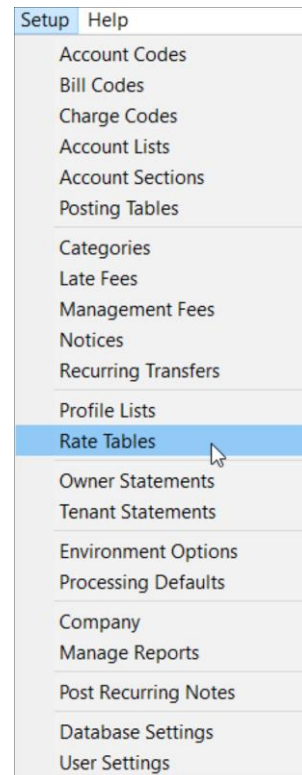 Setup Help
Account Codes
Bill Codes
Charge Codes
Account Lists
Account Sections
Posting Tables
Categories
Late Fees
Management Fees
Notices
Recurring Transfers
Profile Lists
Rate Tables
Owner Statements
Tenant Statements
Environment Options
Processing Defaults
Company
Manage Reports
Post Recurring Notes
Database Settings
User Settings